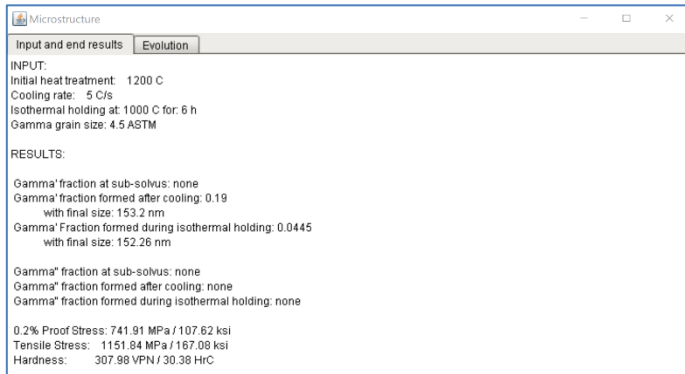 Microstructure
Input and end results Evolution
INPUT:
Initial heat treatment: 1200 C
Cooling rate: 5 C/s
Isothermal holding at: 1000 C for: 6 h
Gamma grain size: 4.5 ASTM
RESULTS:
Gamma' fraction at sub-solvus: none
Gamma' fraction formed after cooling: 0.19
with final size: 153.2 nm
Gamma' Fraction formed during isothermal holding: 0.0445
with final size: 152.26 nm
Gamma" fraction at sub-solvus: none
Gamma" fraction formed after cooling: none
Gamma" fraction formed during isothermal holding: none
0.2% Proof Stress: 741.91 MPa / 107.62 ksi
Tensile Stress: 1151.84 MPa / 167.08 ksi
Hardness: 307.98 VPN / 30.38 HrC